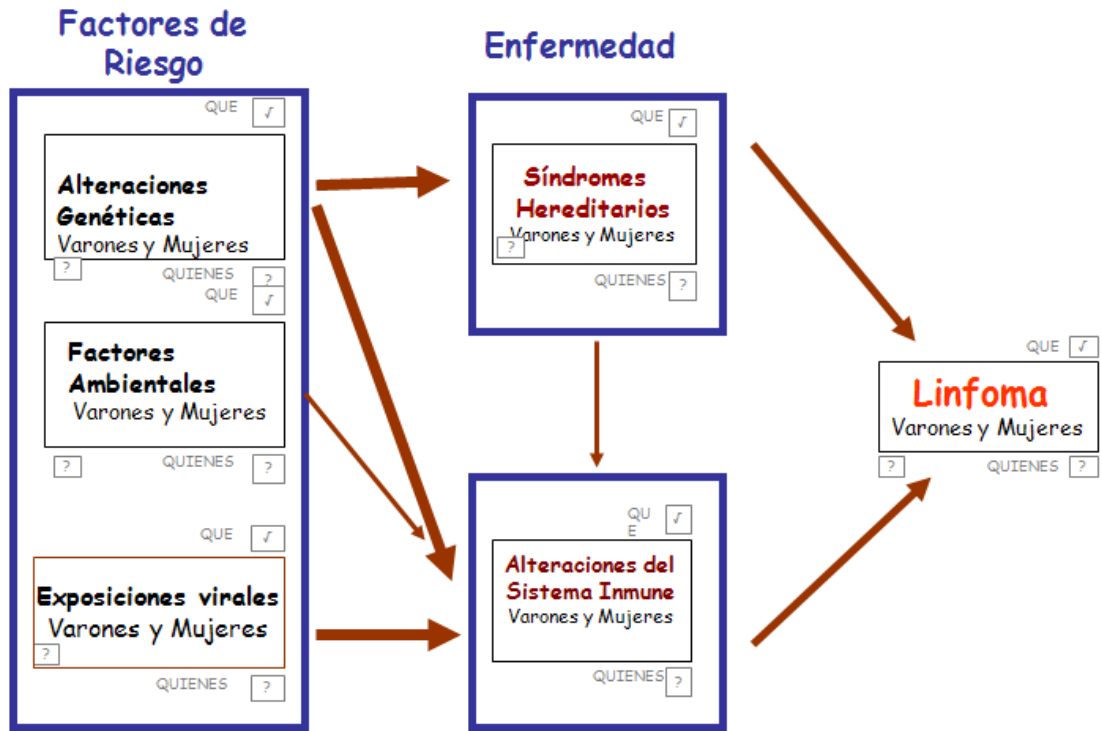 Factores de
Riesgo
QUE √
Alteraciones
Genéticas
Varones y Mujeres
?
QUIENES ?
QUE √
Factores
Ambientales
Varones y Mujeres
?
QUIENES ?
QUE √
Exposiciones virales
Varones y Mujeres
?
QUIENES ?
Enfermedad
QUE √
Síndromes
Hereditarios
Varones y Mujeres
?
QUIENES ?
QU
E
√
Alteraciones del
Sistema Inmune
Varones y Mujeres
QUIENES ?
QUE √
Linfoma
Varones y Mujeres
?
QUIENES ?